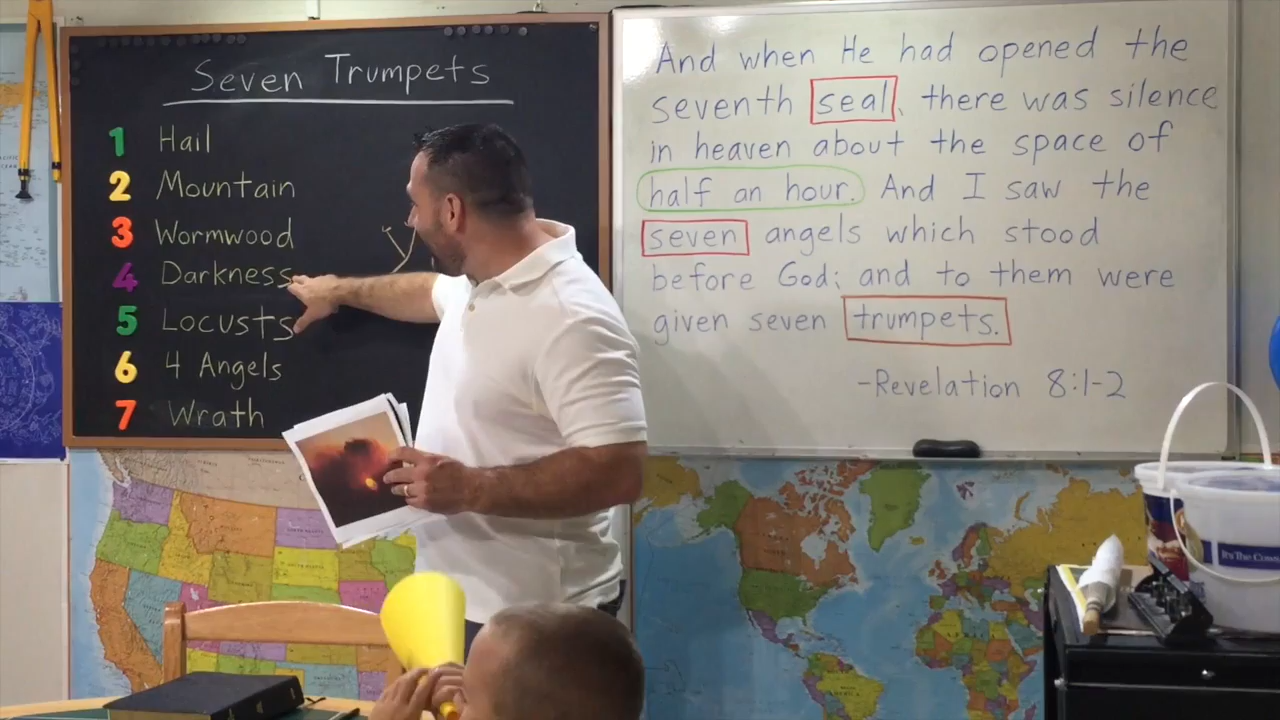 Seven Trumpets
1 Hail
2 Mountain
3 Wormwood
4 Darkness
5 Locusts
6 4 Angels
7 Wrath
y
And when He had opened the
seventh seal, there was silence
in heaven about the space of
half an hour. And I saw the
seven angels which stood
before God; and to them were
given seven trumpets.
-Revelation 8:1-2